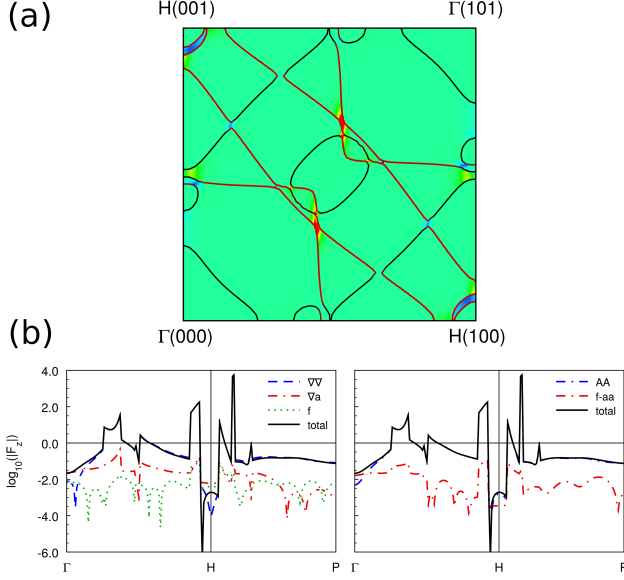 (a)
H(001) Γ(101)
Γ(000) H(100)
(b)
log10(|Fz|)
4.0
2.0
0.0
-2.0
-4.0
-6.0
∇∇
∇a
f
total
Γ H P
AA
f-aa
total
Γ H P